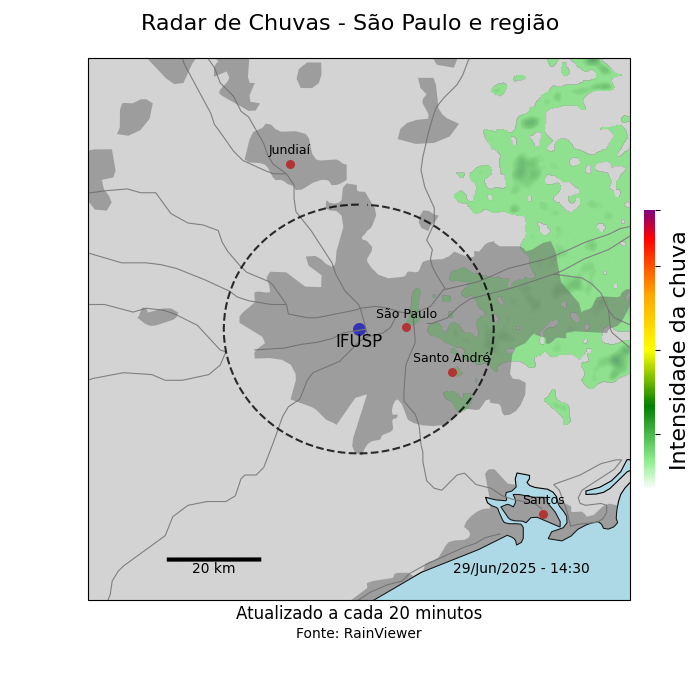 Radar de Chuvas - São Paulo e região
Jundiaí
São Paulo
IFUSP
Santo André
Santos
20 km
29/Jun/2025 - 14:30
Intensidade da chuva
Atualizado a cada 20 minutos
Fonte: RainViewer